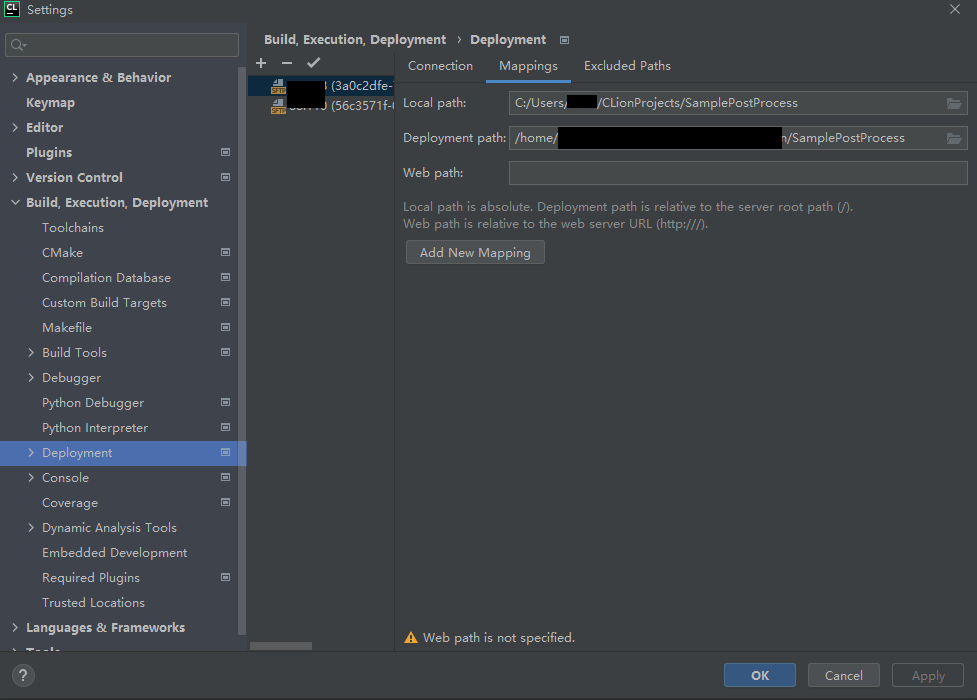 CL
Settings
Appearance & Behavior
Keymap
Editor
Plugins
Version Control
Build, Execution, Deployment
Toolchains
CMake
Compilation Database
Custom Build Targets
Makefile
Build Tools
Debugger
Python Debugger
Python Interpreter
Deployment
Console
Coverage
Dynamic Analysis Tools
Embedded Development
Required Plugins
Trusted Locations
Languages & Frameworks
Tools
Build, Execution, Deployment › Deployment
SFTP (3a0c2dfe-
SFTP (56c3571f-
Connection Mappings Excluded Paths
Local path: C:/Users/ /CLionProjects/SamplePostProcess
Deployment path: /home/ /SamplePostProcess
Web path:
Local path is absolute. Deployment path is relative to the server root path (/).
Web path is relative to the web server URL (http:///).
Add New Mapping
Web path is not specified.
? OK Cancel Apply